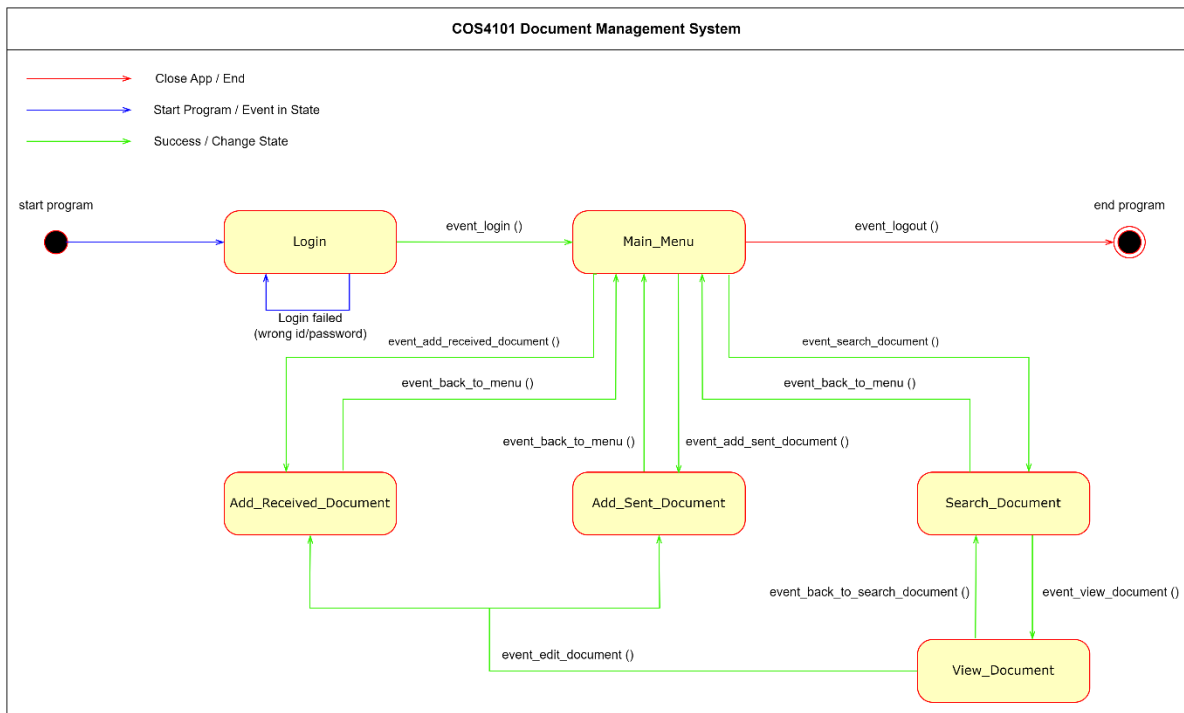 COS4101 Document Management System
Close App / End
Start Program / Event in State
Success / Change State
start program
end program
Login
event_login ()
Main_Menu
event_logout ()
Login failed
(wrong id/password)
event_add_received_document ()
event_search_document ()
event_back_to_menu ()
event_back_to_menu ()
event_back_to_menu ()
event_add_sent_document ()
Add_Received_Document
Add_Sent_Document
Search_Document
event_back_to_search_document ()
event_view_document ()
event_edit_document ()
View_Document